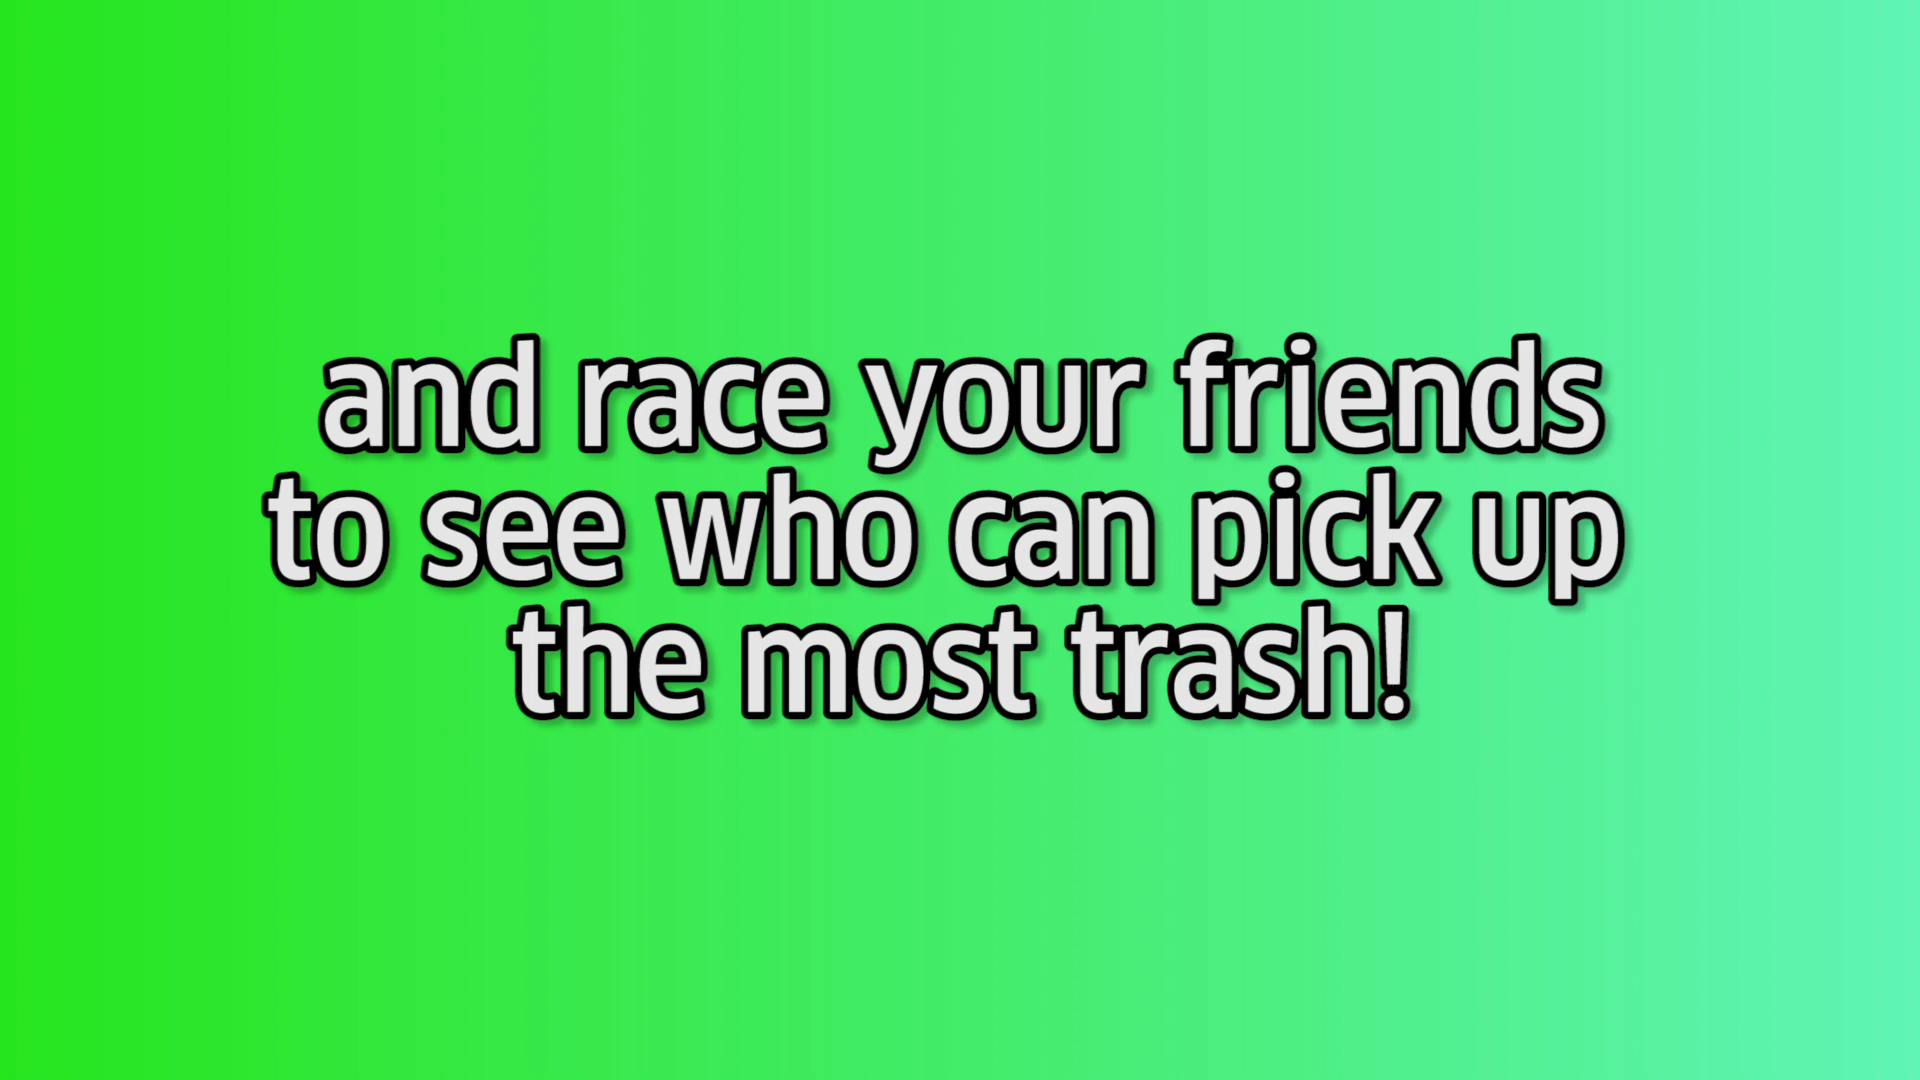 and race your friends
to see who can pick up
the most trash!